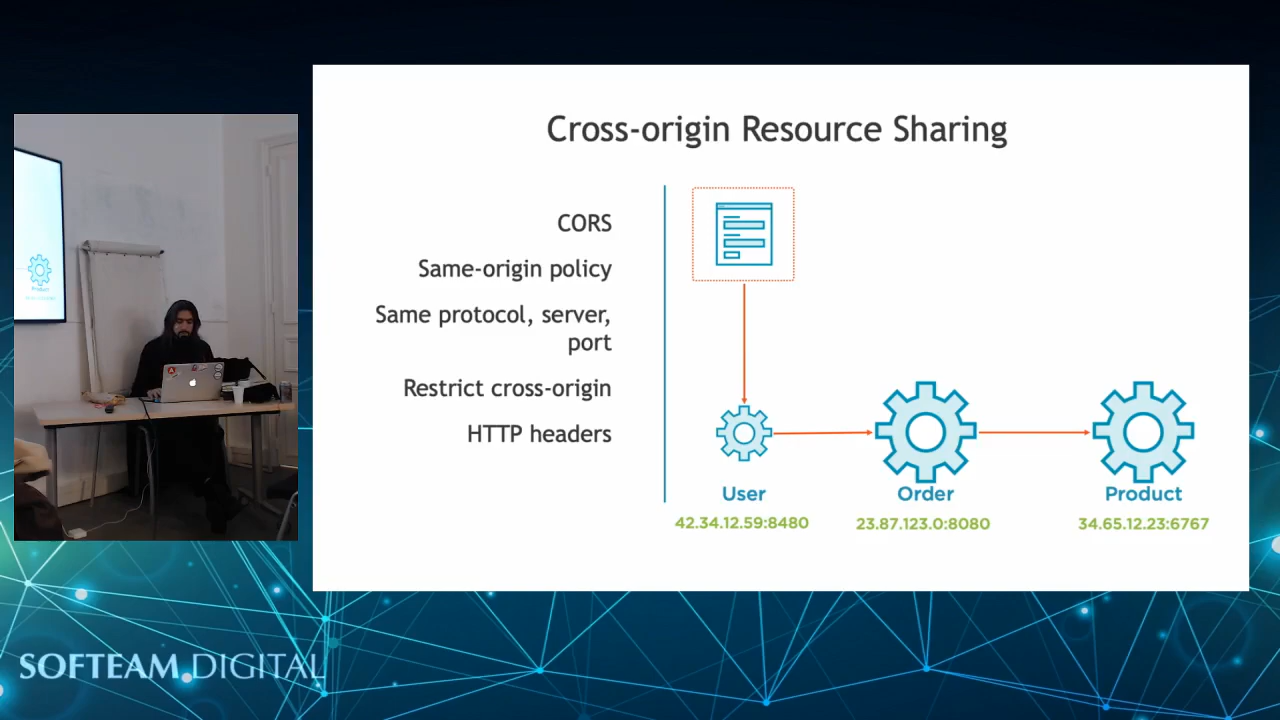 Cross-origin Resource Sharing
CORS
Same-origin policy
Same protocol, server,
port
Restrict cross-origin
HTTP headers
User
Order
Product
42.34.12.59:8480
23.87.123.0:8080
34.65.12.23:6767
SOFTEAM DIGITAL